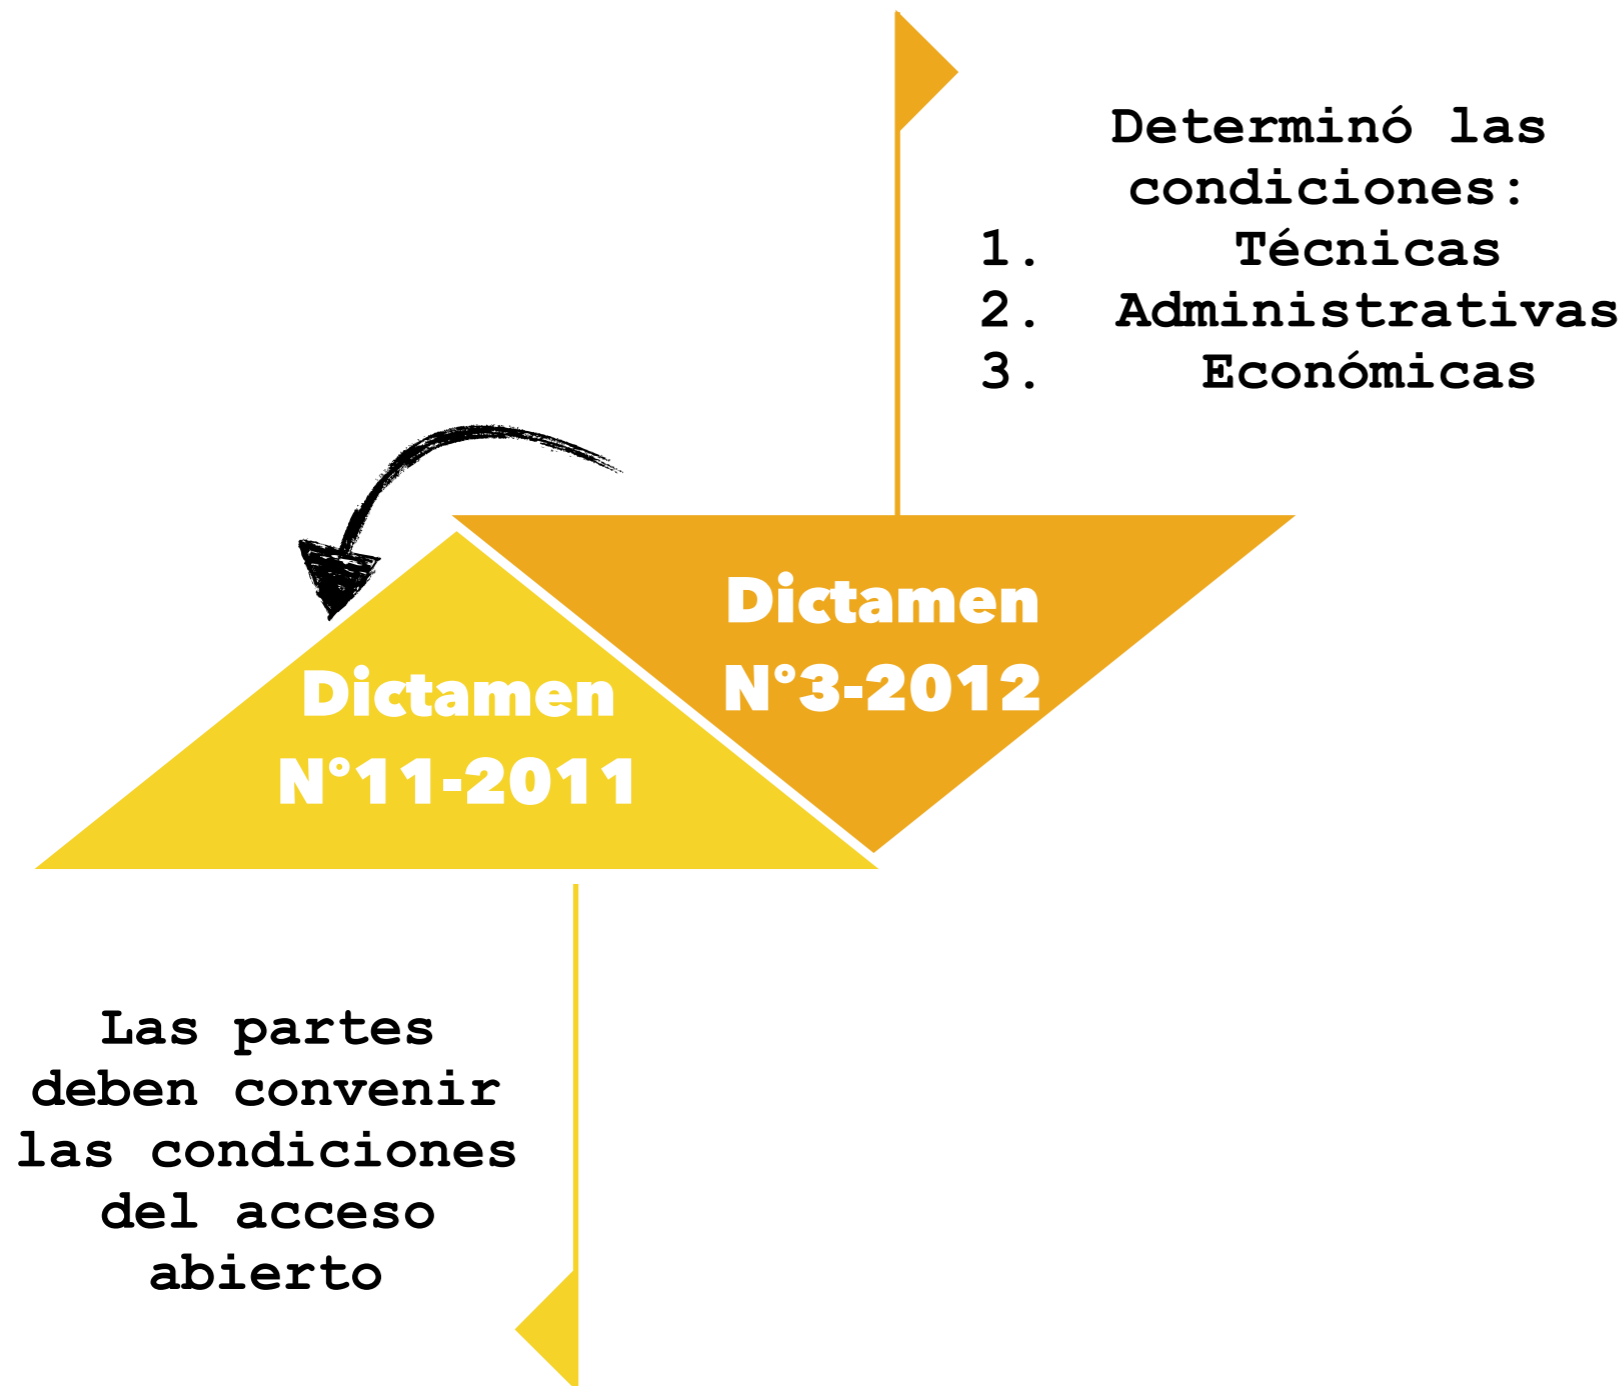 Determinó las
condiciones:
1. Técnicas
2. Administrativas
3. Económicas
Dictamen
N°3-2012
Dictamen
N°11-2011
Las partes
deben convenir
las condiciones
del acceso
abierto